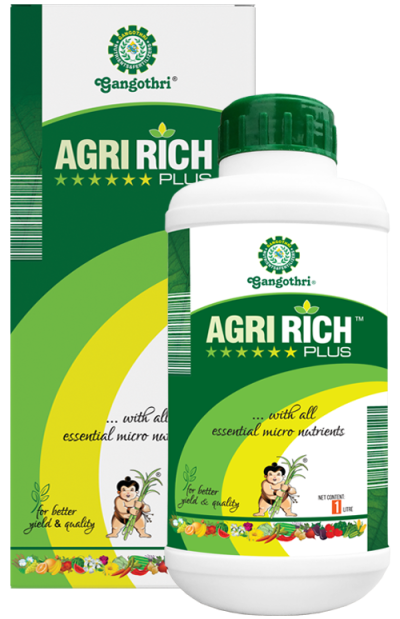 Gangothri®
AGRI RICH
PLUS
... with all
essential micro
for better
yield & quality
Gangothri®
AGRI RICH™
PLUS
... with all
essential micro nutrients
for better
yield & quality
NET CONTENT
1
LITRE